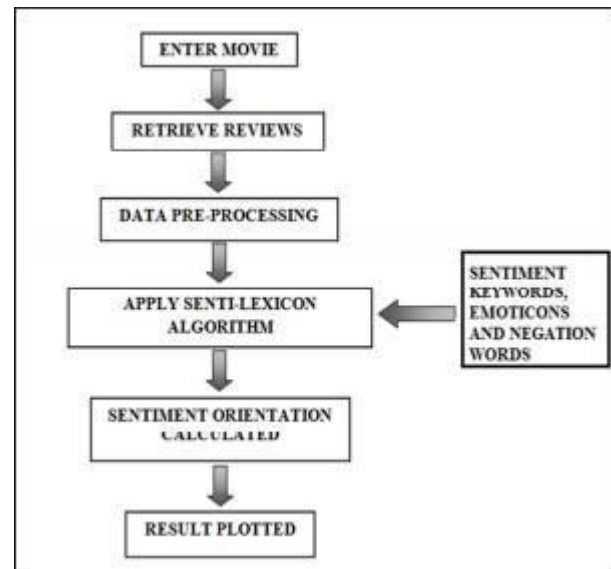 ENTER MOVIE
RETRIEVE REVIEWS
DATA PRE-PROCESSING
APPLY SENTI-LEXICON
ALGORITHM
SENTIMENT
KEYWORDS,
EMOTICONS
AND NEGATION
WORDS
SENTIMENT ORIENTATION
CALCULATED
RESULT PLOTTED